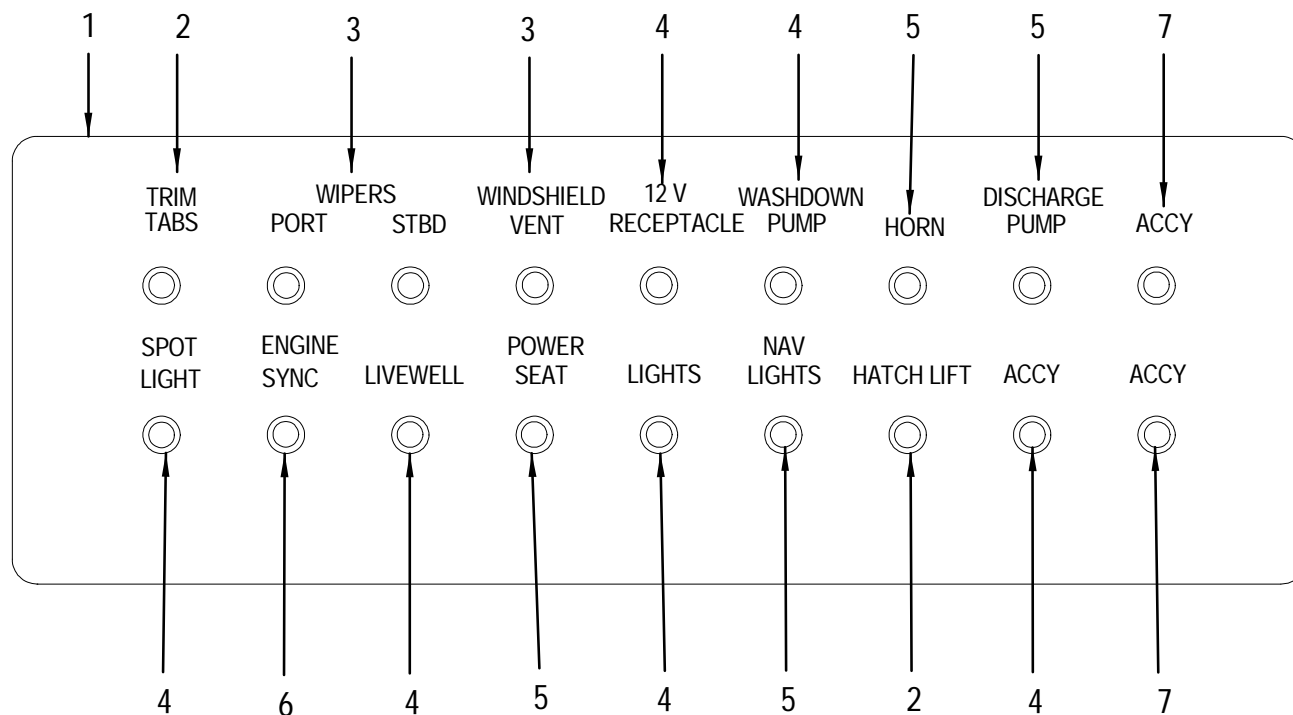 1 2 3 3 4 4 5 5 7
TRIM TABS
WIPERS
PORT STBD
WINDSHIELD VENT
12 V RECEPTACLE
WASHDOWN PUMP
HORN
DISCHARGE PUMP
ACCY
SPOT LIGHT
ENGINE SYNC
LIVEWELL
POWER SEAT
LIGHTS
NAV LIGHTS
HATCH LIFT
ACCY
ACCY
4 6 4 5 4 5 2 4 7